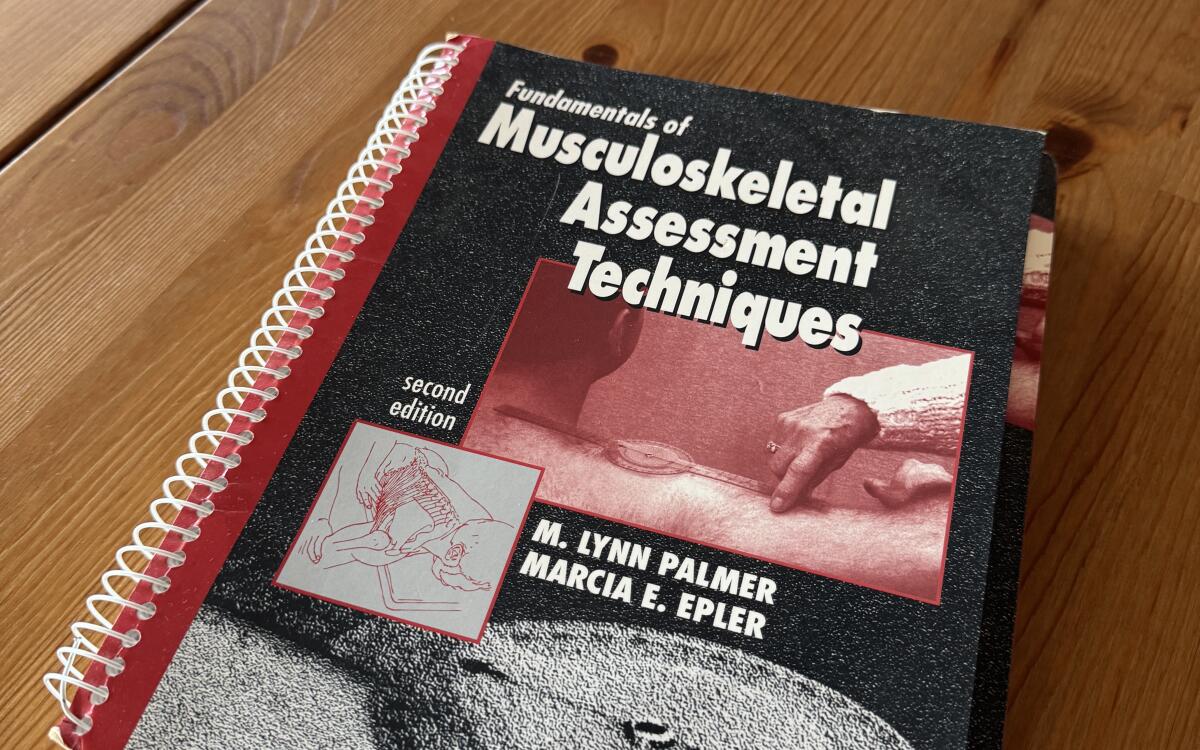 Fundamentals of
Musculoskeletal
Assessment
Techniques
second
edition
M. LYNN PALMER
MARCIA E. EPLER